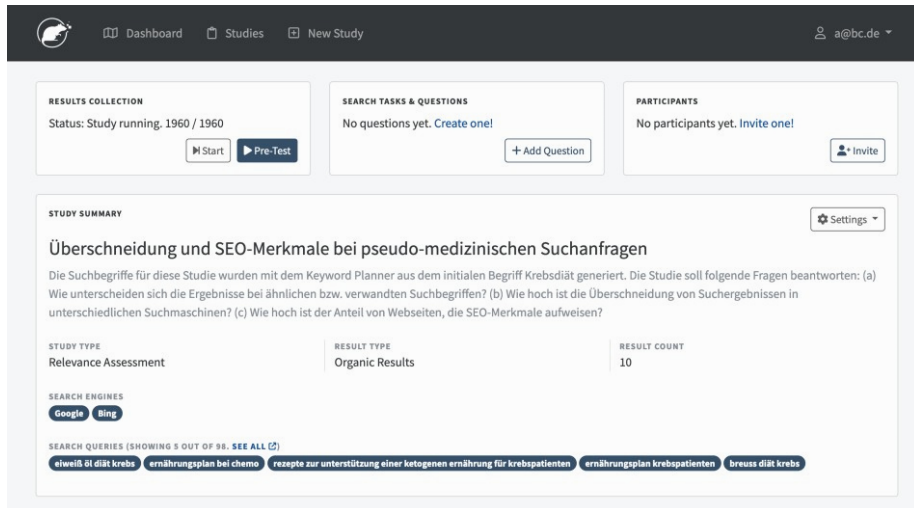 Dashboard
Studies
New Study
a@bc.de
RESULTS COLLECTION
Status: Study running. 1960 / 1960
Start
Pre-Test
SEARCH TASKS & QUESTIONS
No questions yet. Create one!
+ Add Question
PARTICIPANTS
No participants yet. Invite one!
Invite
STUDY SUMMARY
Settings
Überschneidung und SEO-Merkmale bei pseudo-medizinischen Suchanfragen
Die Suchbegriffe für diese Studie wurden mit dem Keyword Planner aus dem initialen Begriff Krebsdiät generiert. Die Studie soll folgende Fragen beantworten: (a)
Wie unterscheiden sich die Ergebnisse bei ähnlichen bzw. verwandten Suchbegriffen? (b) Wie hoch ist die Überschneidung von Suchergebnissen in
unterschiedlichen Suchmaschinen? (c) Wie hoch ist der Anteil von Webseiten, die SEO-Merkmale aufweisen?
STUDY TYPE
Relevance Assessment
RESULT TYPE
Organic Results
RESULT COUNT
10
SEARCH ENGINES
Google
Bing
SEARCH QUERIES (SHOWING 5 OUT OF 98. SEE ALL)
eiweiß öl diät krebs
ernährungsplan bei chemo
rezepte zur unterstützung einer ketogenen ernährung für krebspatienten
ernährungsplan krebspatienten
breuss diät krebs